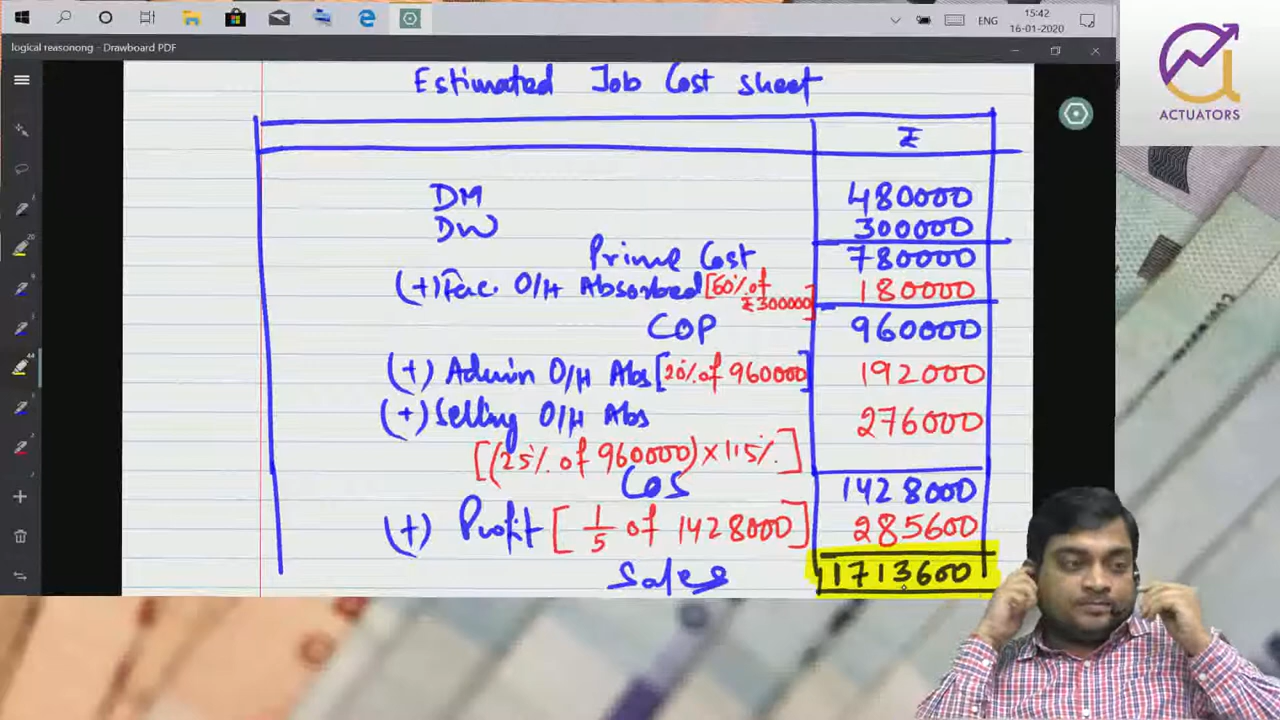 15:42
ENG
16-01-2020
logical reasonong - Drawboard PDF
ACTUATORS
Estimated Job Cost sheet
₹
DM 480000
DW 300000
Prime Cost 780000
(+) Fac. O/H Absorbed [60% of ₹300000] 180000
COP 960000
(+) Admin O/H Abs [20% of 960000] 192000
(+) Selling O/H Abs 276000
[(25% of 960000) × 115%]
COS 1428000
(+) Profit [1/5 of 1428000] 285600
Sales 1713600